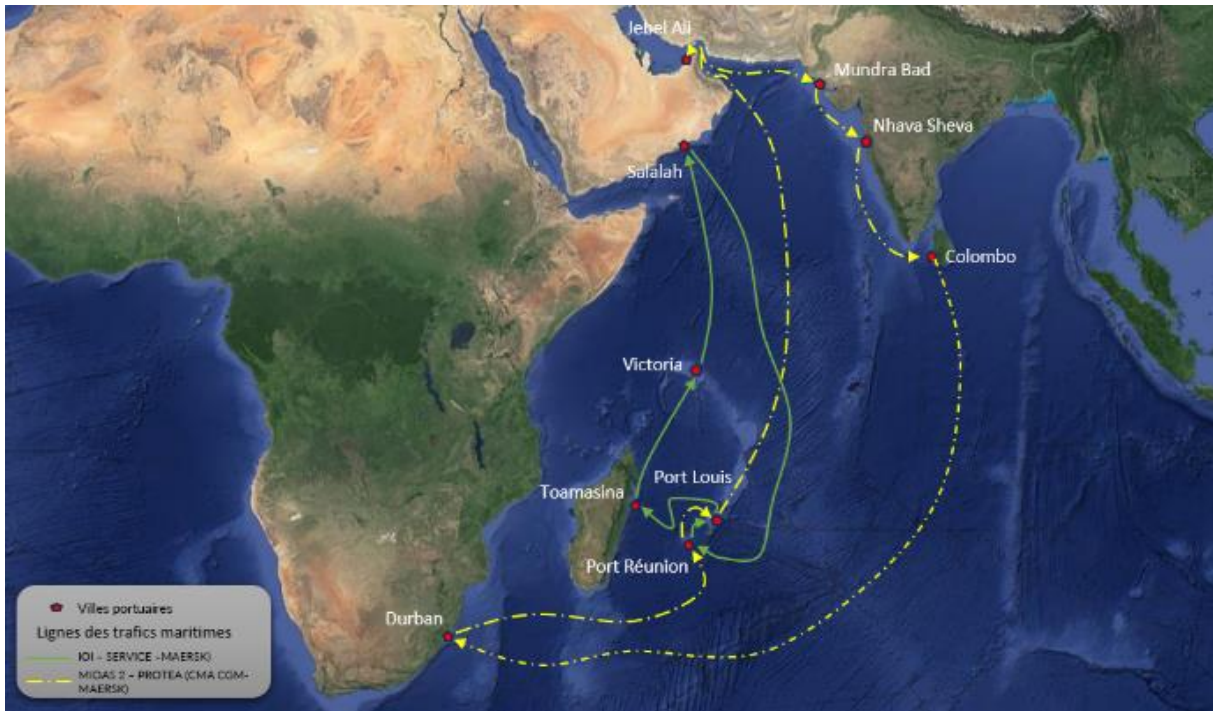 Jebel Ali
Mundra Bad
Nhava Sheva
Salalah
Colombo
Victoria
Port Louis
Toamasina
Port Réunion
Durban
Villes portuaires
Lignes des trafics maritimes
IOI – SERVICE –MAERSK)
MIDAS 2 – PROTEA (CMA CGM-
MAERSK)